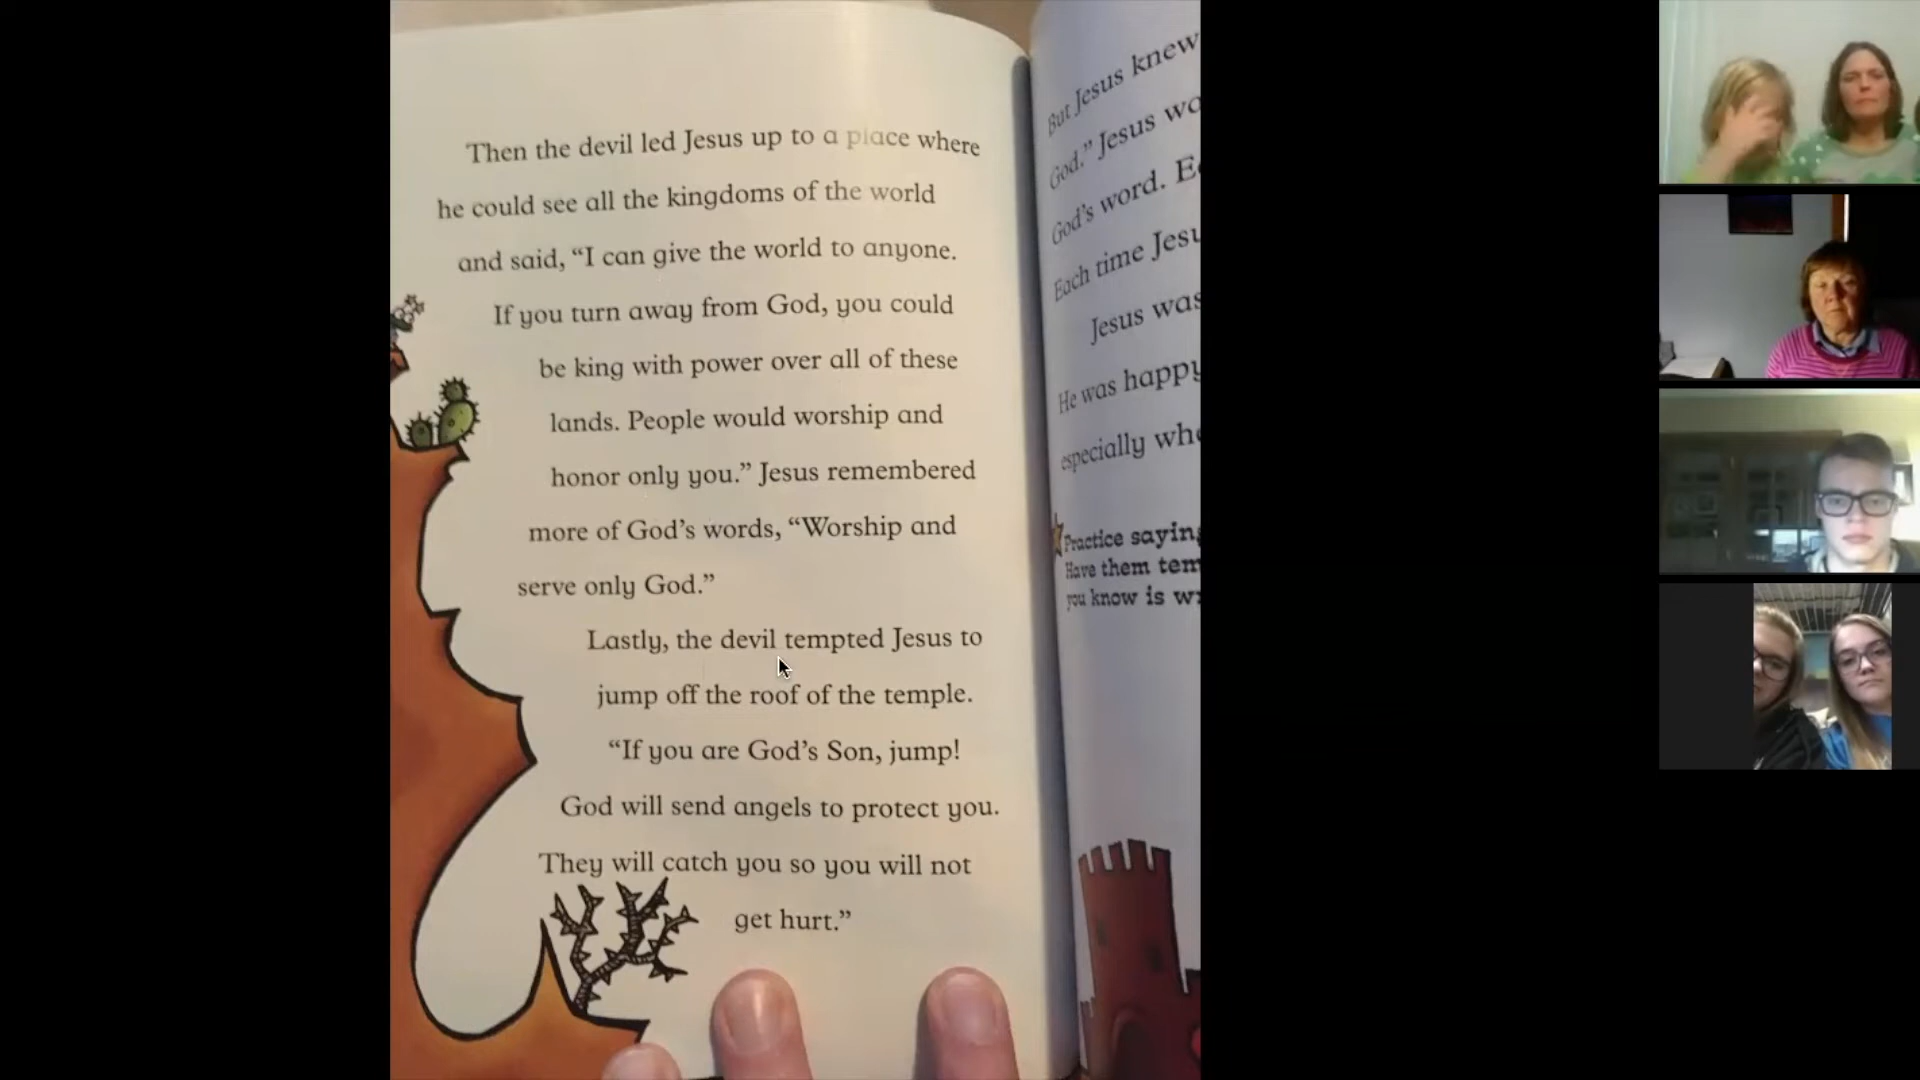 Then the devil led Jesus up to a place where
he could see all the kingdoms of the world
and said, “I can give the world to anyone.
If you turn away from God, you could
be king with power over all of these
lands. People would worship and
honor only you.” Jesus remembered
more of God’s words, “Worship and
serve only God.”
Lastly, the devil tempted Jesus to
jump off the roof of the temple.
“If you are God’s Son, jump!
God will send angels to protect you.
They will catch you so you will not
get hurt.”
But Jesus knew
God.” Jesus wo
God’s word. E
Each time Jesu
Jesus was
He was happy
especially whe
Practice saying
Have them tem
you know is w